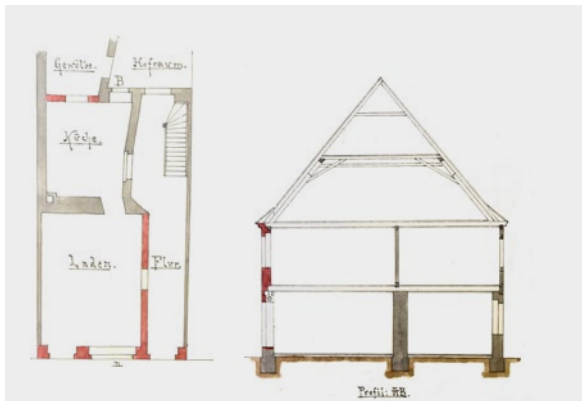 Gewölbe.
Hofraum.
B
Küche.
Laden.
Flur
Profil: AB.